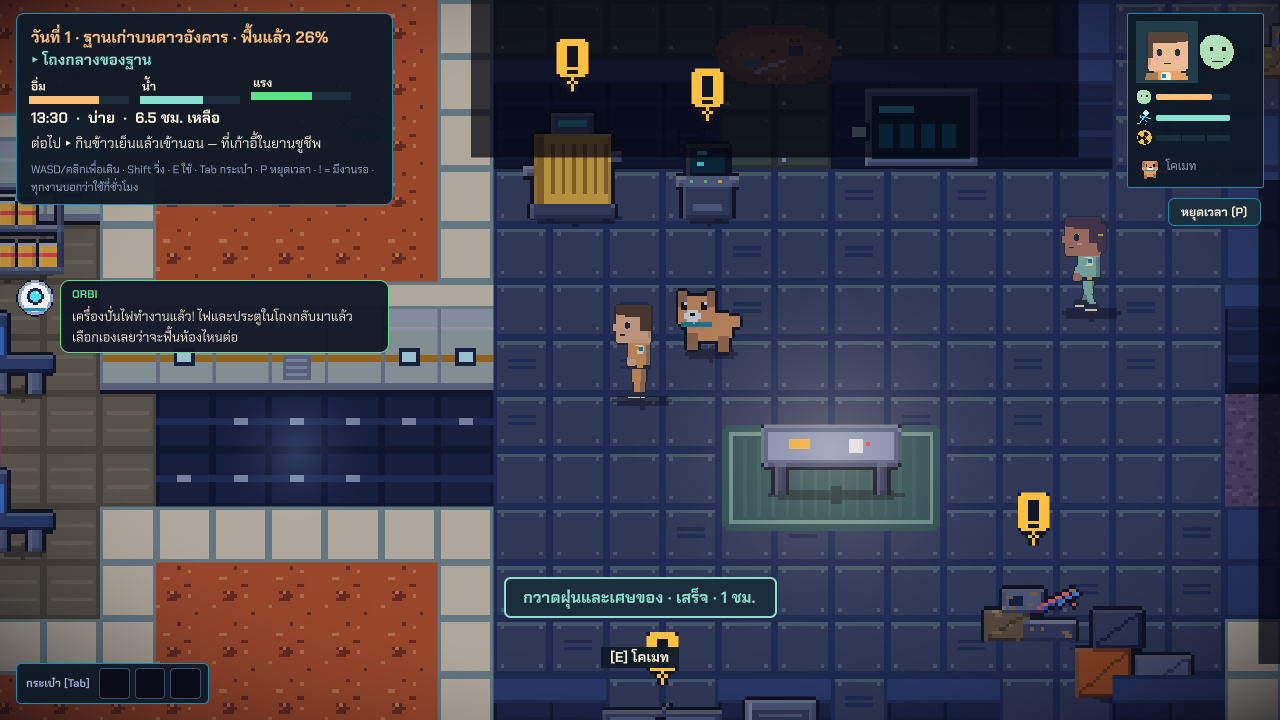 วันที่ 1 · ฐานเก่าบนดาวอังคาร · ฟื้นแล้ว 26%
‣ โถงกลางของฐาน
อิ่ม น้ำ แรง
13:30 · บ่าย · 6.5 ชม. เหลือ
ต่อไป ‣ กินข้าวเย็นแล้วเข้านอน — ที่เก้าอี้ในยานชูชีพ
WASD/คลิกเพื่อเดิน · Shift วิ่ง · E ใช้ · Tab กระเป๋า · P หยุดเวลา · ! = มีงานรอ ·
ทุกงานบอกว่าใช้กี่ชั่วโมง
โคเมท
หยุดเวลา (P)
ORBI
เครื่องปั่นไฟทำงานแล้ว! ไฟและประตูในโถงกลับมาแล้ว
เลือกเองเลยว่าจะฟื้นห้องไหนต่อ
กวาดฝุ่นและเศษของ · เสร็จ · 1 ชม.
[E] โคเมท
กระเป๋า [Tab]